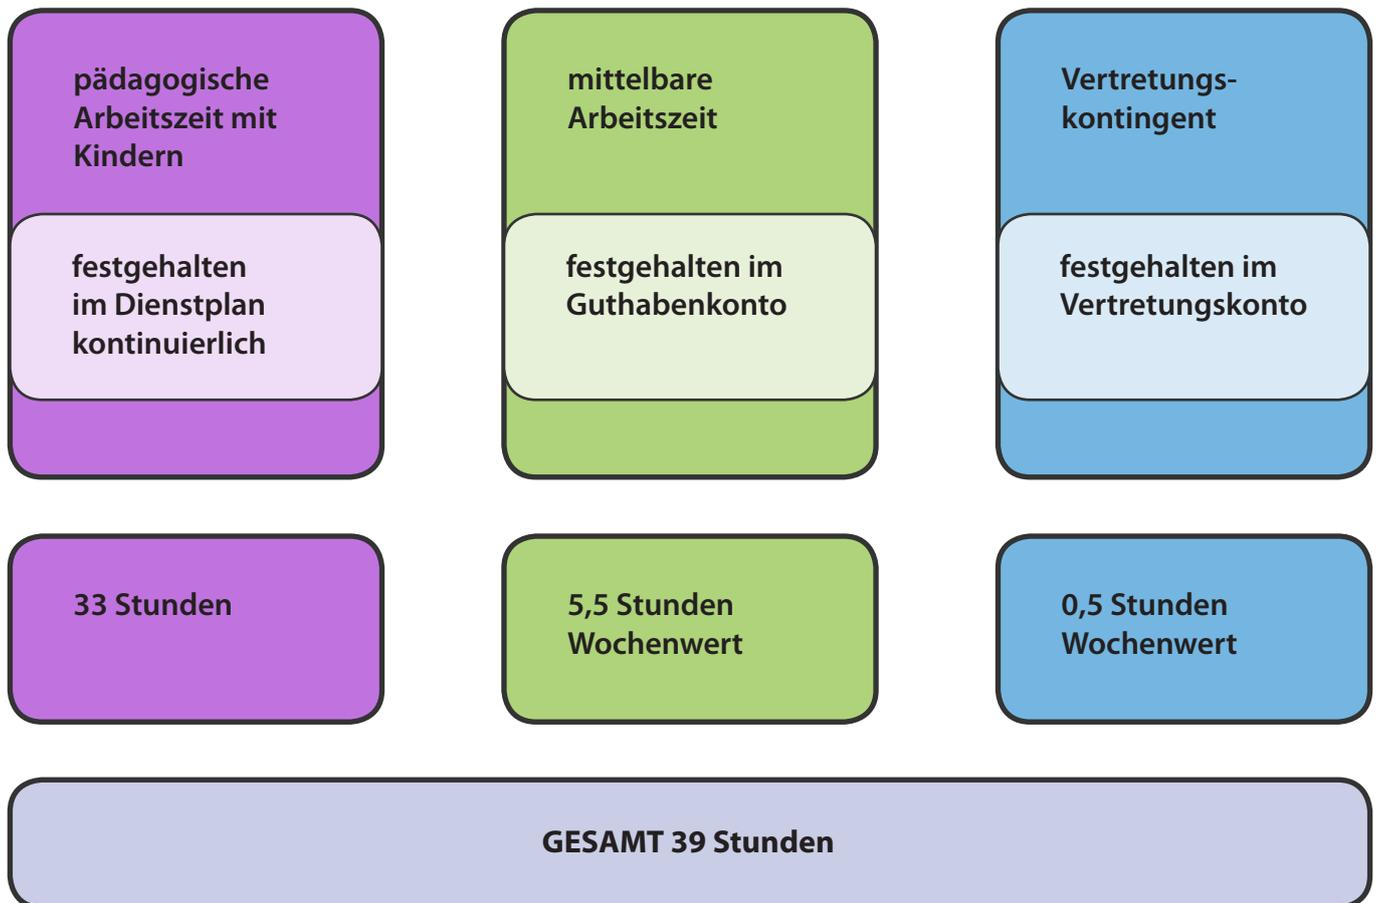 pädagogische
Arbeitszeit mit
Kindern
festgehalten
im Dienstplan
kontinuierlich
33 Stunden
mittelbare
Arbeitszeit
festgehalten im
Guthabenkonto
5,5 Stunden
Wochenwert
Vertretungs-
kontingent
festgehalten im
Vertretungskonto
0,5 Stunden
Wochenwert
GESAMT 39 Stunden